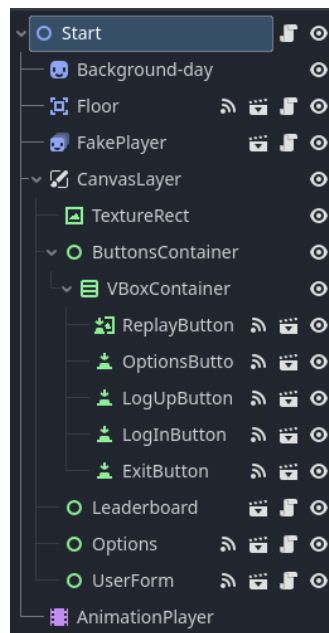 Start
Background-day
Floor
FakePlayer
CanvasLayer
TextureRect
ButtonsContainer
VBoxContainer
ReplayButton
OptionsButto
LogUpButton
LogInButton
ExitButton
Leaderboard
Options
UserForm
AnimationPlayer